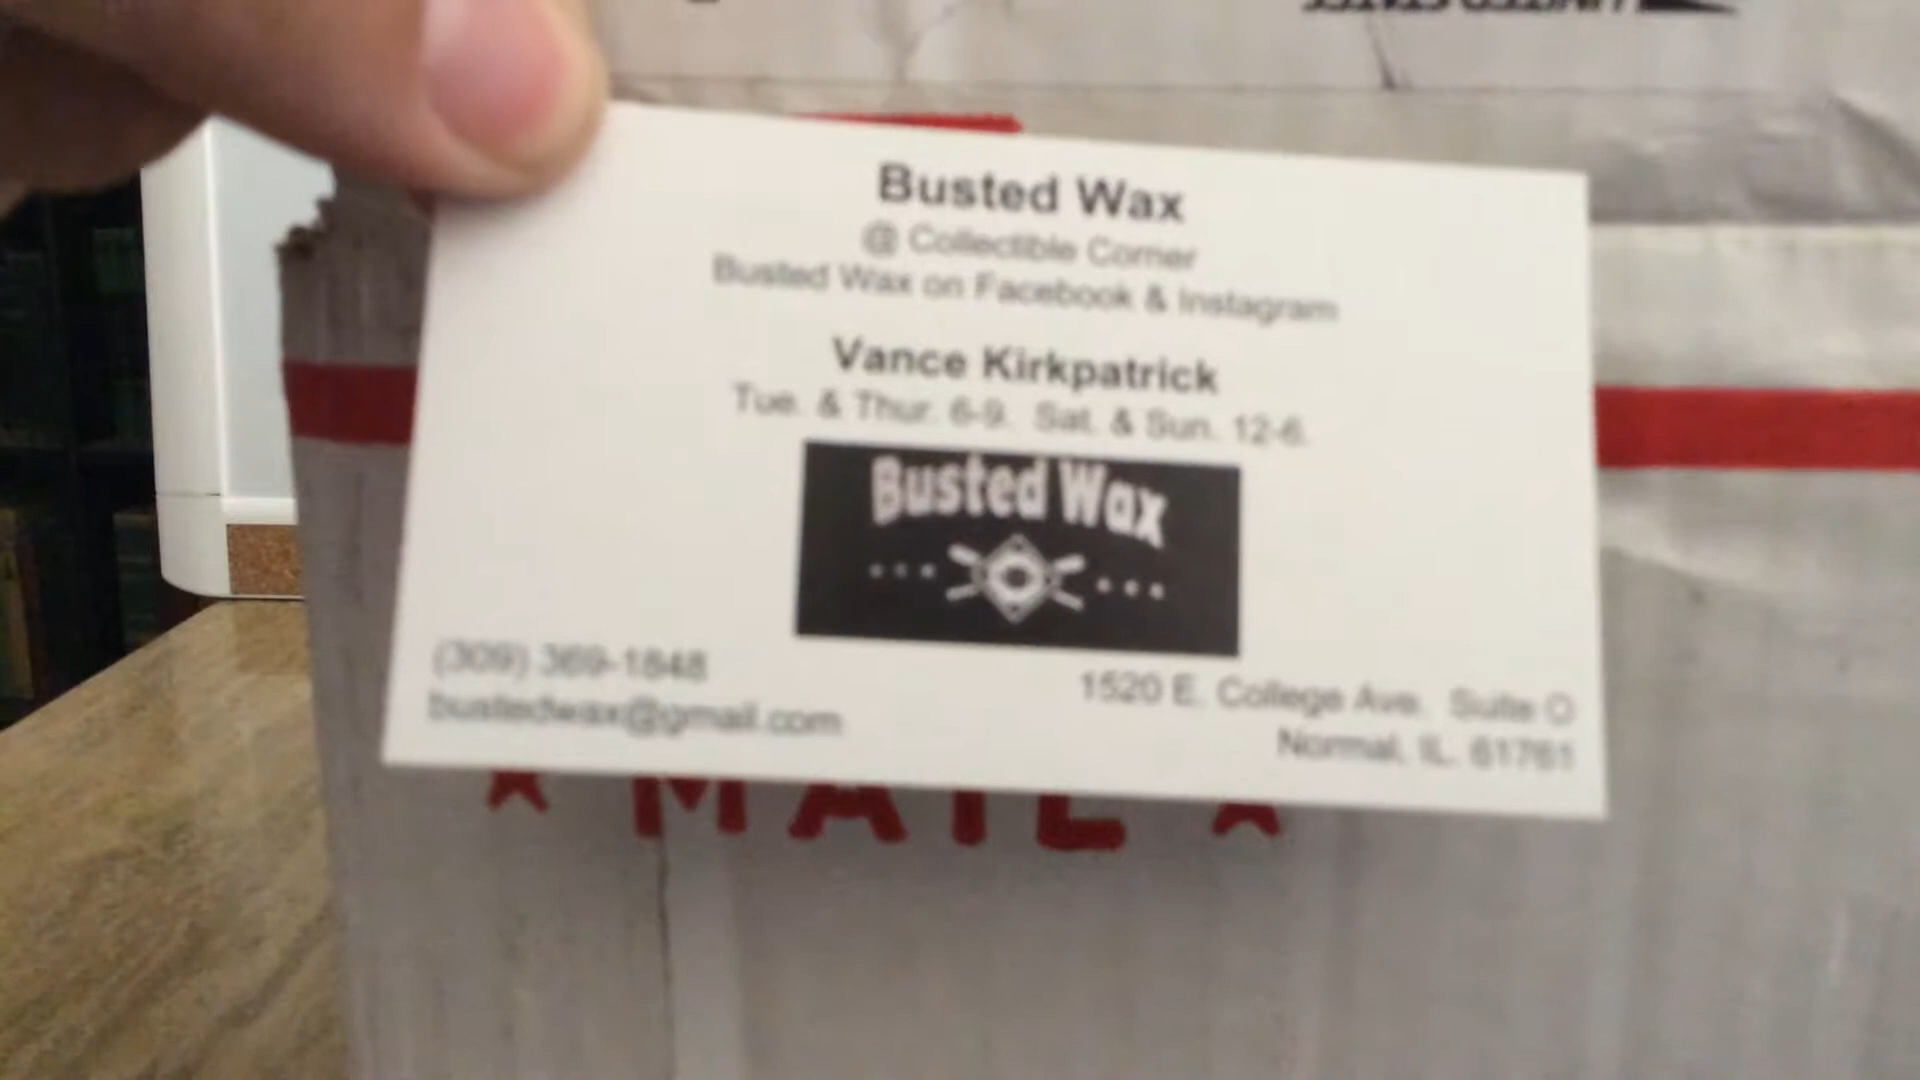 Busted Wax
@ Collectible Corner
Busted Wax on Facebook & Instagram
Vance Kirkpatrick
Tue. & Thur. 6-9. Sat. & Sun. 12-6.
Busted Wax
(309) 369-1848
bustedwax@gmail.com
1520 E. College Ave. Suite O
Normal, IL. 61761
MAIL